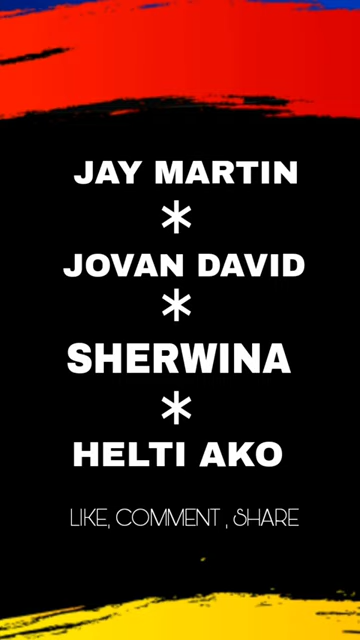 JAY MARTIN
*
JOVAN DAVID
*
SHERWINA
*
HELTI AKO
LIKE, COMMENT , SHARE